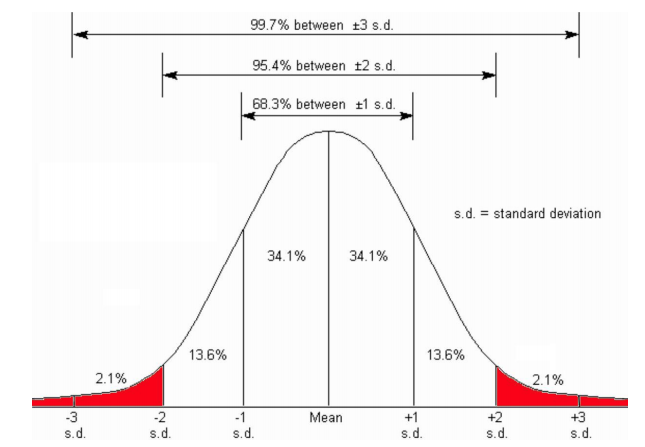 99.7% between ±3 s.d.
95.4% between ±2 s.d.
68.3% between ±1 s.d.
s.d. = standard deviation
34.1% 34.1%
13.6% 13.6%
2.1% 2.1%
-3 -2 -1 Mean +1 +2 +3
s.d. s.d. s.d. s.d. s.d. s.d.